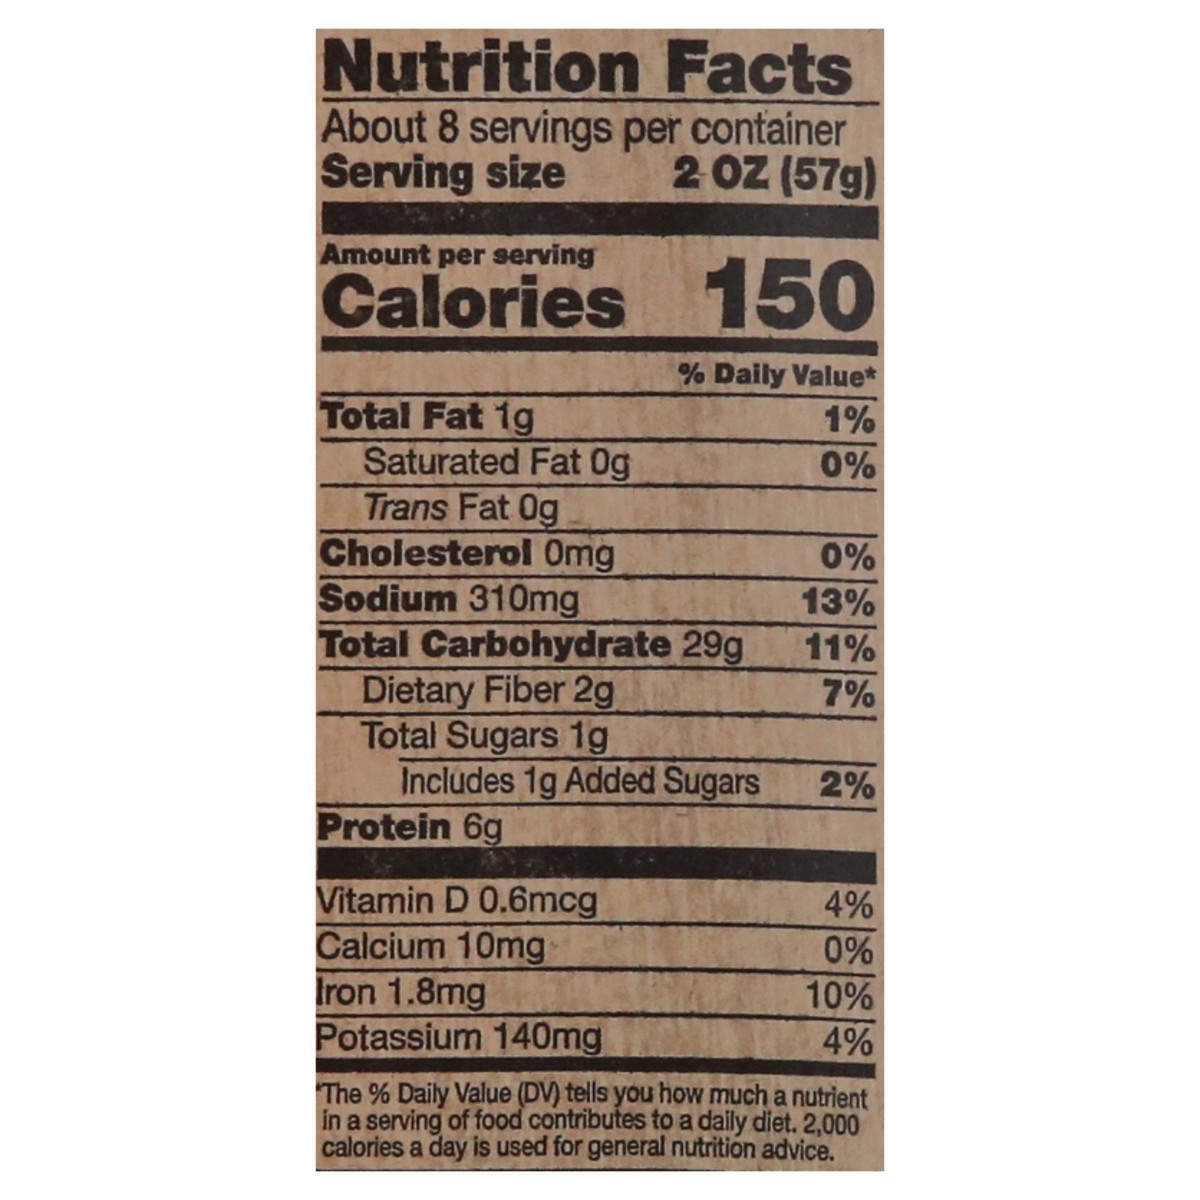 Nutrition Facts
About 8 servings per container
Serving size 2 OZ (57g)
Amount per serving
Calories 150
% Daily Value*
Total Fat 1g 1%
Saturated Fat 0g 0%
Trans Fat 0g
Cholesterol 0mg 0%
Sodium 310mg 13%
Total Carbohydrate 29g 11%
Dietary Fiber 2g 7%
Total Sugars 1g
Includes 1g Added Sugars 2%
Protein 6g
Vitamin D 0.6mcg 4%
Calcium 10mg 0%
Iron 1.8mg 10%
Potassium 140mg 4%
*The % Daily Value (DV) tells you how much a nutrient
in a serving of food contributes to a daily diet. 2,000
calories a day is used for general nutrition advice.